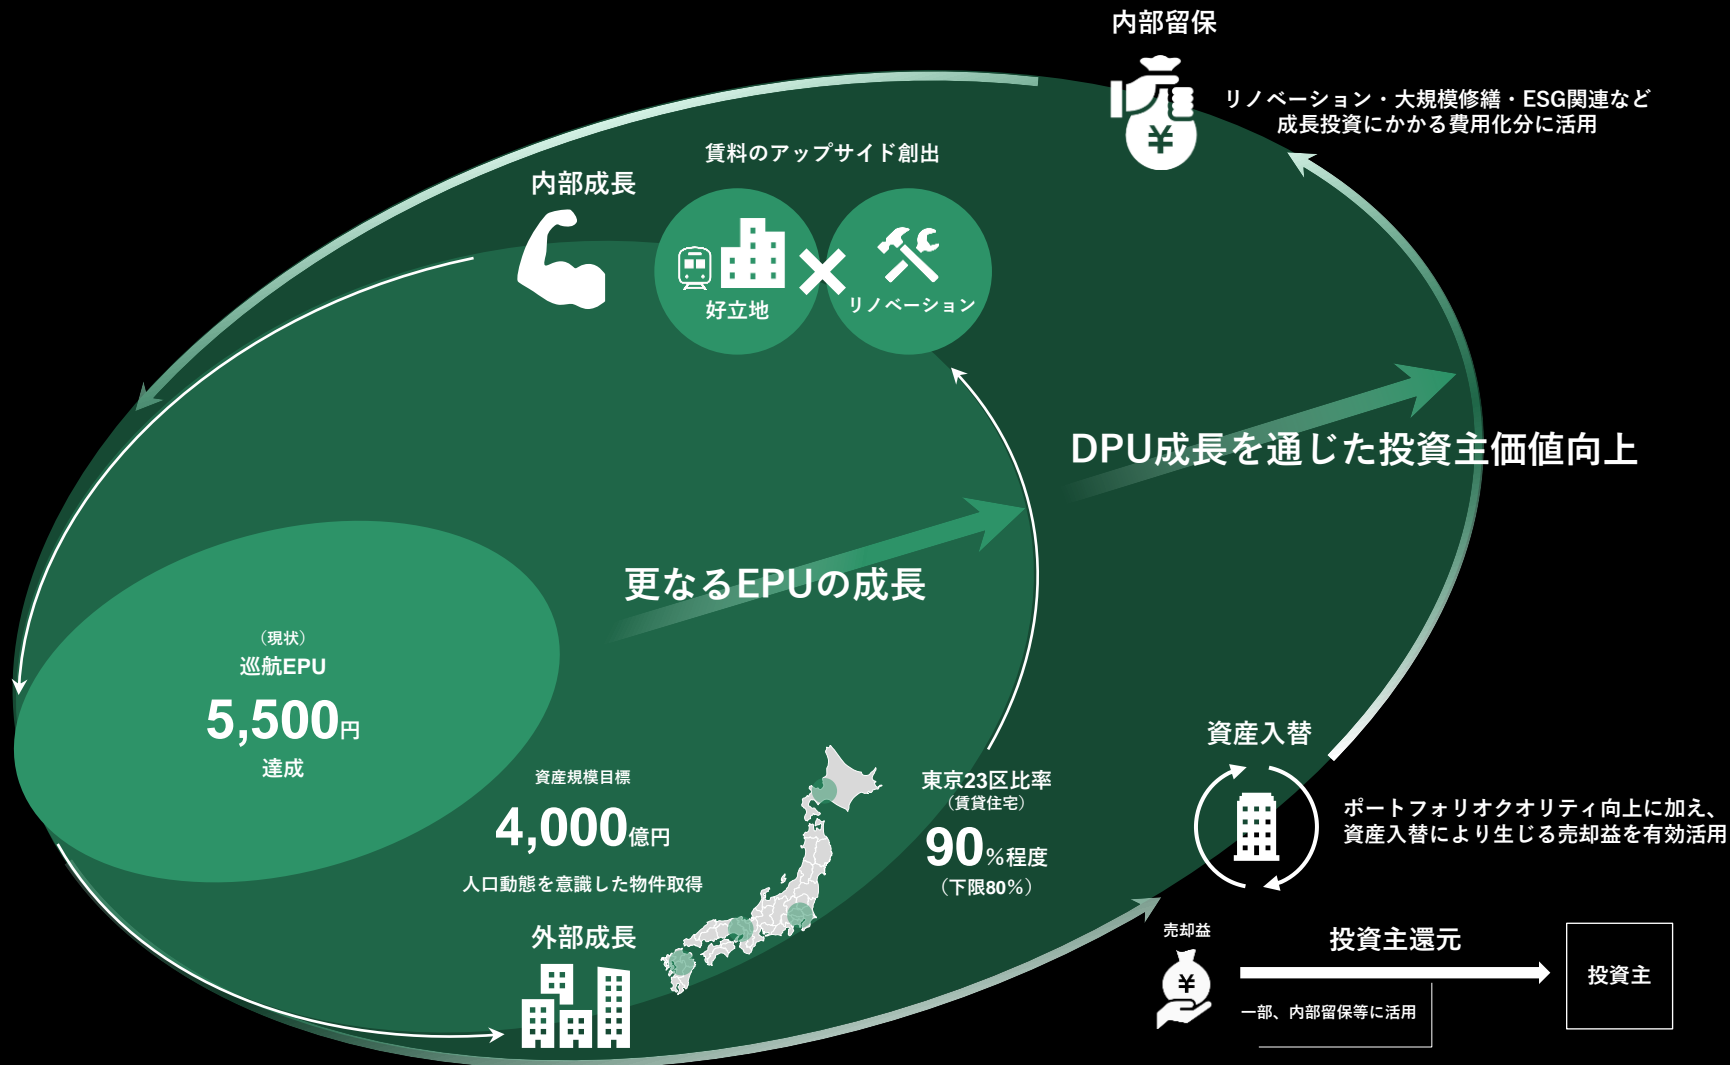 内部留保
¥
リノベーション・大規模修繕・ESG関連など
成長投資にかかる費用化分に活用
賃料のアップサイド創出
内部成長
好立地
リノベーション
DPU成長を通じた投資主価値向上
更なるEPUの成長
（現状）
巡航EPU
5,500円
達成
資産規模目標
4,000億円
人口動態を意識した物件取得
外部成長
東京23区比率
（賃貸住宅）
90%程度
（下限80%）
資産入替
ポートフォリオクオリティ向上に加え、
資産入替により生じる売却益を有効活用
売却益
¥
投資主還元
一部、内部留保等に活用
投資主